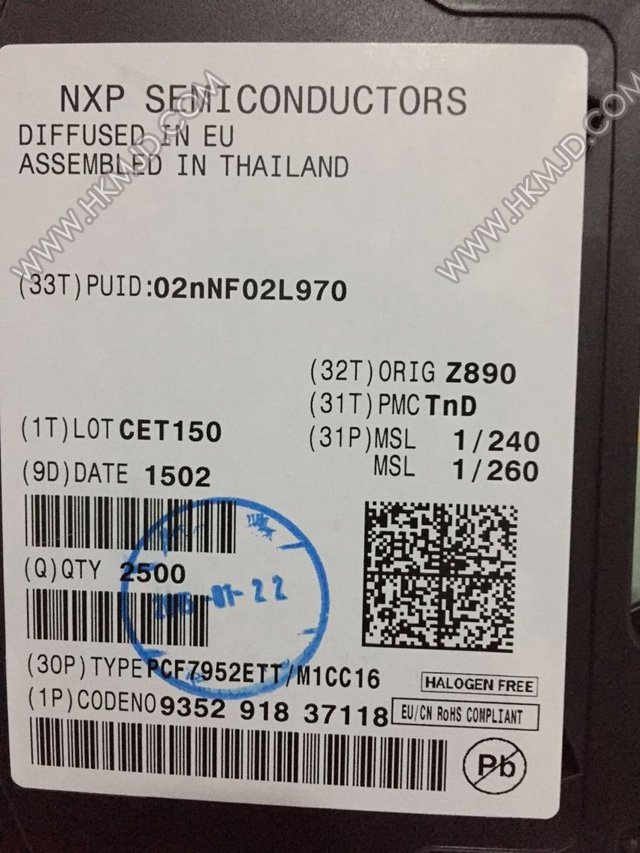 NXP SEMICONDUCTORS
DIFFUSED IN EU
ASSEMBLED IN THAILAND
WWW.HKMJD.COM
WWW.HKMJD.COM
(33T)PUID:02nNF02L970
(32T)ORIG Z890
(31T)PMC TnD
(1T)LOT CET150
(31P)MSL 1/240
MSL 1/260
(9D)DATE 1502
(Q)QTY 2500
-01-22
(30P)TYPE PCF7952ETT/M1CC16
HALOGEN FREE
(1P)CODENO 9352 918 37118
EU/CN RoHS COMPLIANT
Pb